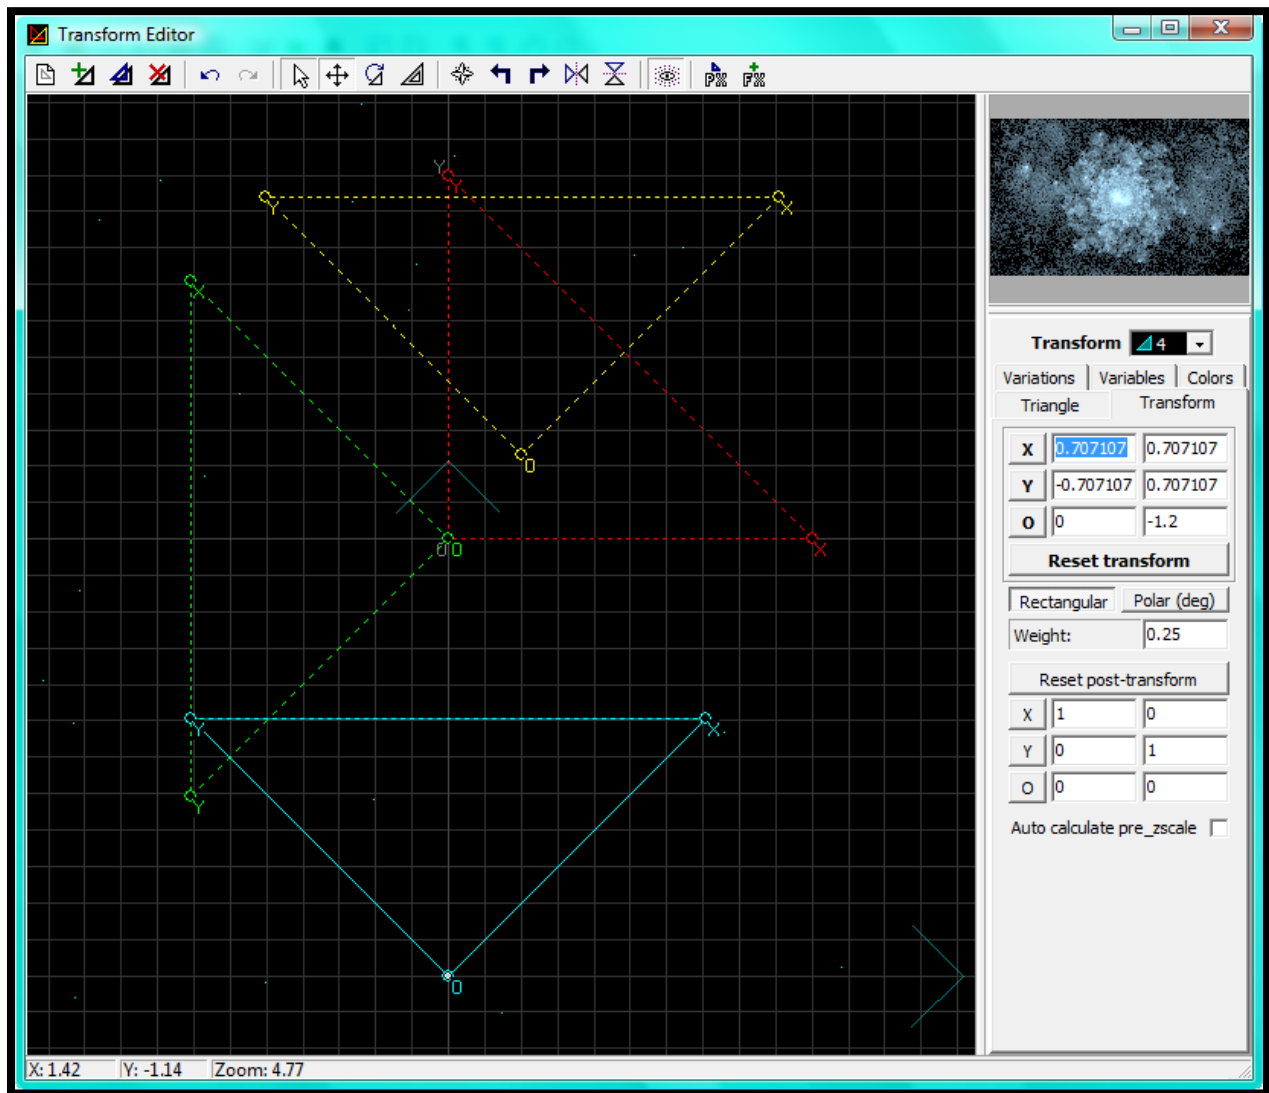 Transform Editor
Y
Y
Y
X
X
O
O
O
X
Y
X
Y
O
Transform 4
Variations Variables Colors
Triangle Transform
X 0.707107 0.707107
Y -0.707107 0.707107
O 0 -1.2
Reset transform
Rectangular Polar (deg)
Weight: 0.25
Reset post-transform
X 1 0
Y 0 1
O 0 0
Auto calculate pre_zscale
X: 1.42 Y: -1.14 Zoom: 4.77